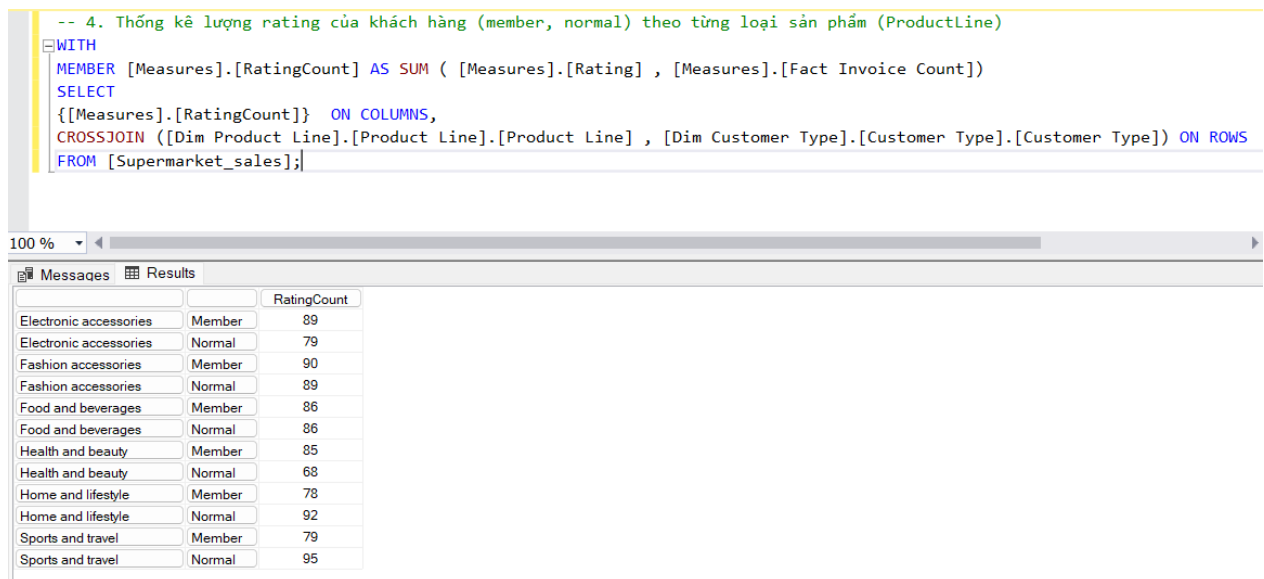 -- 4. Thống kê lượng rating của khách hàng (member, normal) theo từng loại sản phẩm (ProductLine)
WITH
MEMBER [Measures].[RatingCount] AS SUM ( [Measures].[Rating] , [Measures].[Fact Invoice Count])
SELECT
{[Measures].[RatingCount]}  ON COLUMNS,
CROSSJOIN ([Dim Product Line].[Product Line].[Product Line] , [Dim Customer Type].[Customer Type].[Customer Type]) ON ROWS
FROM [Supermarket_sales];
100 %
Messages Results
RatingCount
Electronic accessories Member 89
Electronic accessories Normal 79
Fashion accessories Member 90
Fashion accessories Normal 89
Food and beverages Member 86
Food and beverages Normal 86
Health and beauty Member 85
Health and beauty Normal 68
Home and lifestyle Member 78
Home and lifestyle Normal 92
Sports and travel Member 79
Sports and travel Normal 95